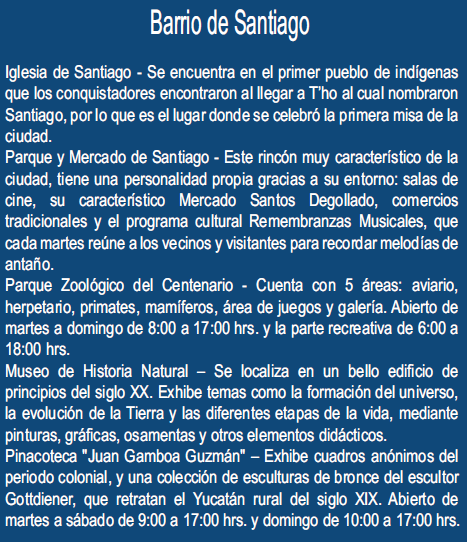 Barrio de Santiago
Iglesia de Santiago - Se encuentra en el primer pueblo de indígenas
que los conquistadores encontraron al llegar a T'ho al cual nombraron
Santiago, por lo que es el lugar donde se celebró la primera misa de la
ciudad.
Parque y Mercado de Santiago - Este rincón muy característico de la
ciudad, tiene una personalidad propia gracias a su entorno: salas de
cine, su característico Mercado Santos Degollado, comercios
tradicionales y el programa cultural Remembranzas Musicales, que
cada martes reúne a los vecinos y visitantes para recordar melodías de
antaño.
Parque Zoológico del Centenario - Cuenta con 5 áreas: aviario,
herpetario, primates, mamíferos, área de juegos y galería. Abierto de
martes a domingo de 8:00 a 17:00 hrs. y la parte recreativa de 6:00 a
18:00 hrs.
Museo de Historia Natural – Se localiza en un bello edificio de
principios del siglo XX. Exhibe temas como la formación del universo,
la evolución de la Tierra y las diferentes etapas de la vida, mediante
pinturas, gráficas, osamentas y otros elementos didácticos.
Pinacoteca "Juan Gamboa Guzmán" – Exhibe cuadros anónimos del
periodo colonial, y una colección de esculturas de bronce del escultor
Gottdiener, que retratan el Yucatán rural del siglo XIX. Abierto de
martes a sábado de 9:00 a 17:00 hrs. y domingo de 10:00 a 17:00 hrs.